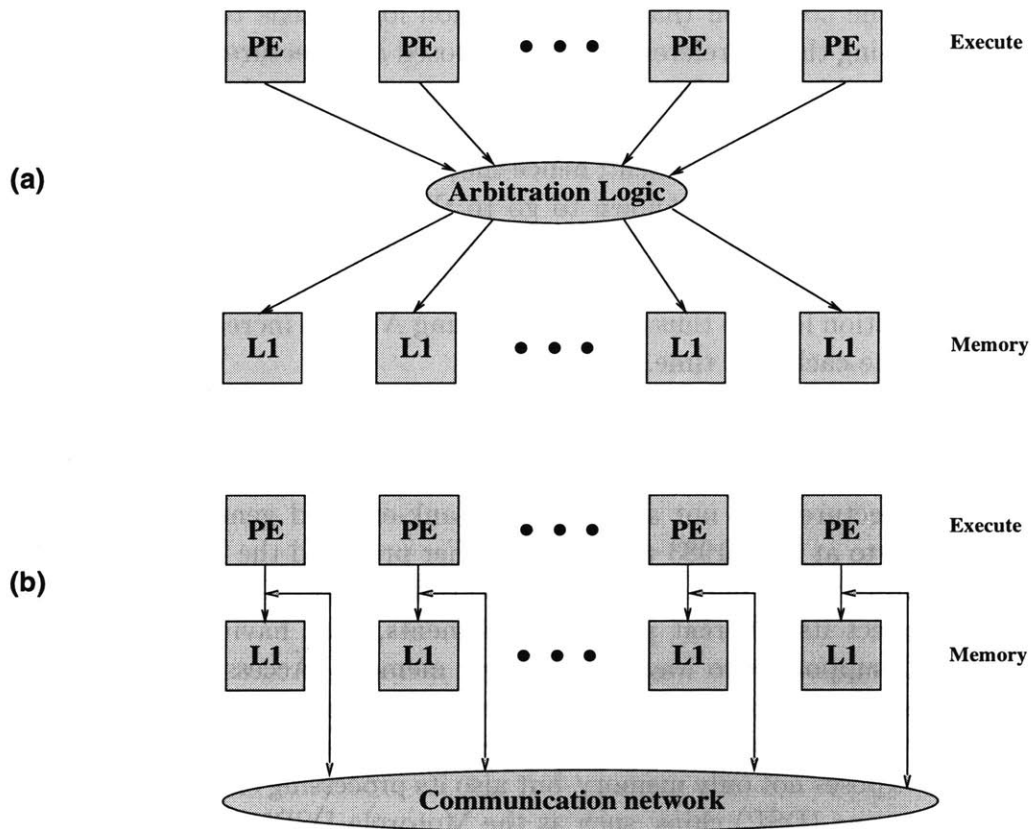 PE PE PE PE Execute
(a)
Arbitration Logic
L1 L1 L1 L1 Memory
PE PE PE PE Execute
(b)
L1 L1 L1 L1 Memory
Communication network